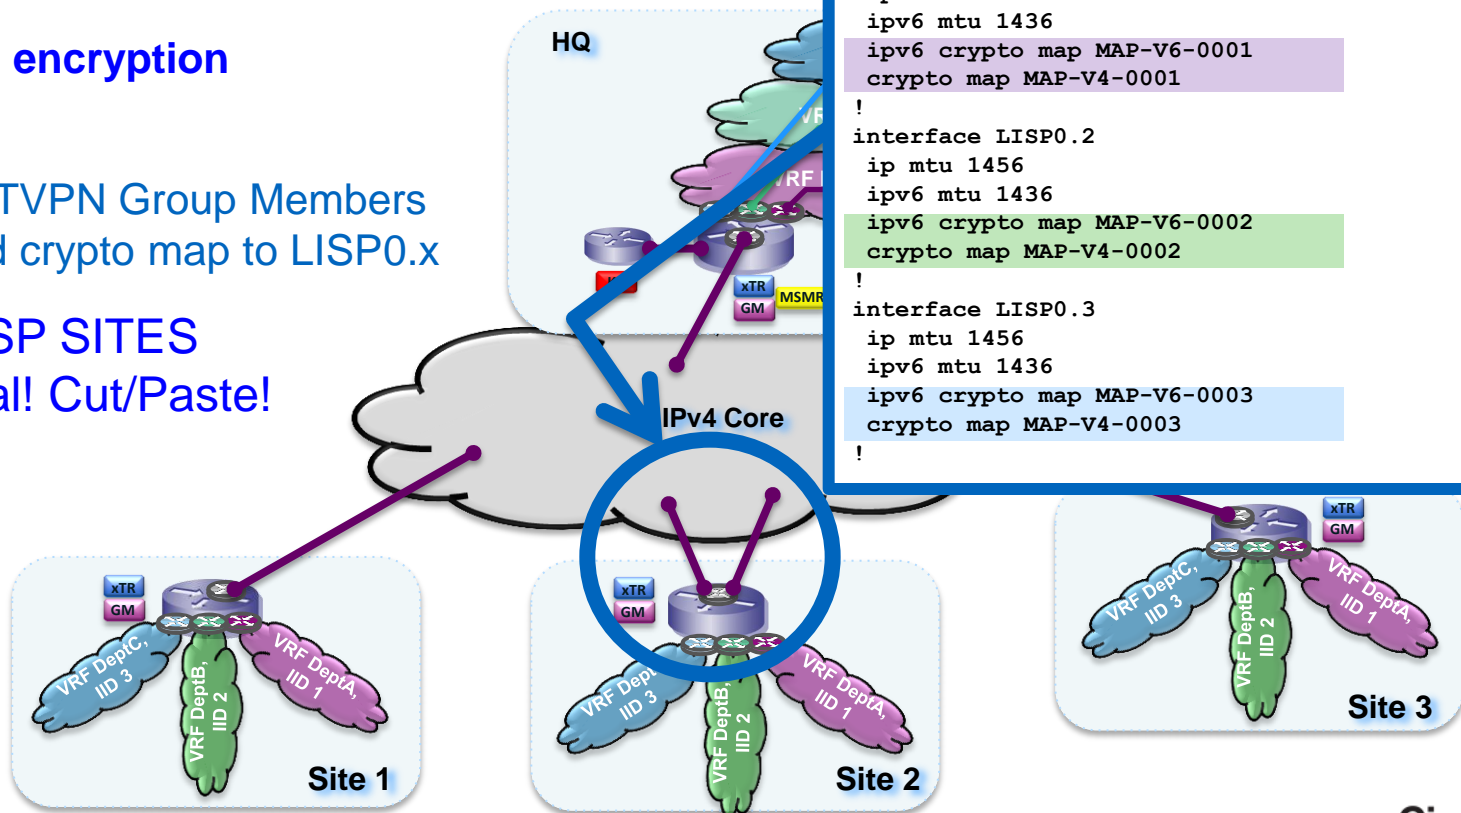 encryption
TVPN Group Members
d crypto map to LISP0.x
SP SITES
al! Cut/Paste!
HQ
VRF
xTR
GM
MSMR
ipv6 mtu 1436
ipv6 crypto map MAP-V6-0001
crypto map MAP-V4-0001
!
interface LISP0.2
ip mtu 1456
ipv6 mtu 1436
ipv6 crypto map MAP-V6-0002
crypto map MAP-V4-0002
!
interface LISP0.3
ip mtu 1456
ipv6 mtu 1436
ipv6 crypto map MAP-V6-0003
crypto map MAP-V4-0003
!
IPv4 Core
xTR
GM
VRF DeptC,
IID 3
VRF DeptB,
IID 2
VRF DeptA,
IID 1
Site 1
xTR
GM
VRF Dept
IID 3
VRF DeptB,
IID 2
VRF DeptA,
IID 1
Site 2
xTR
GM
VRF DeptC,
IID 3
VRF DeptB,
IID 2
VRF DeptA,
IID 1
Site 3